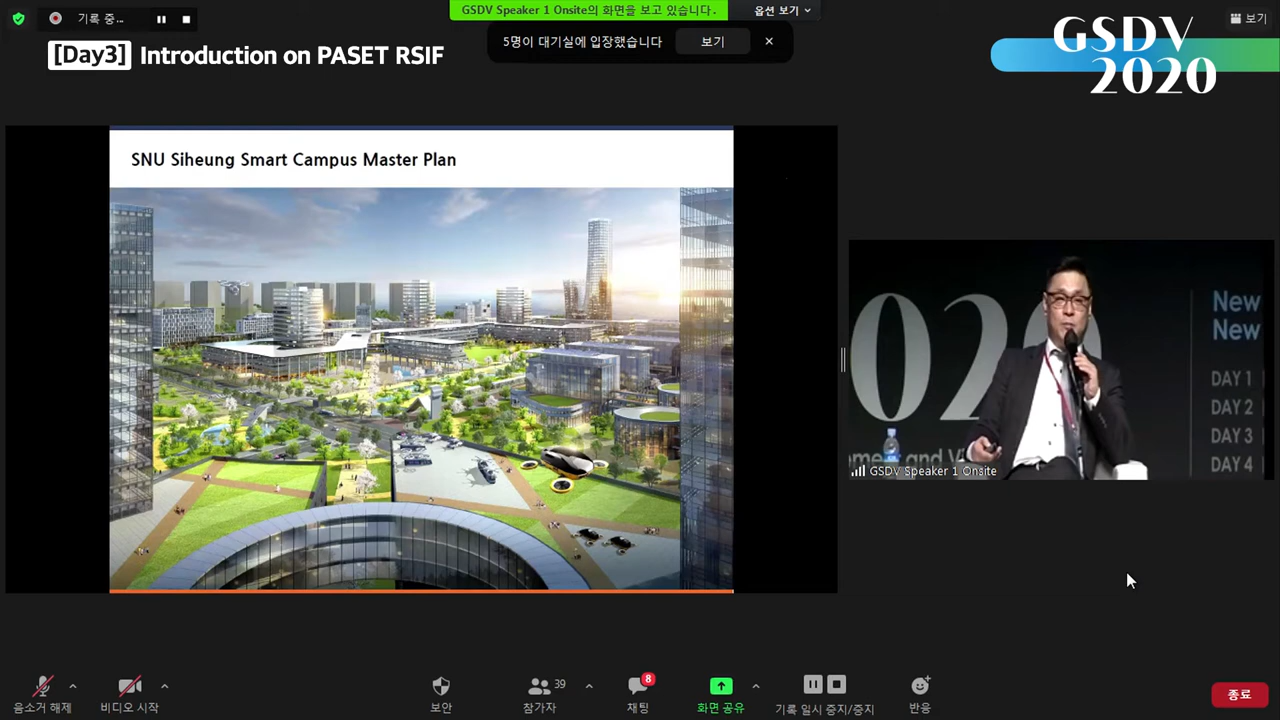 GSDV Speaker 1 Onsite의 화면을 보고 있습니다.
옵션 보기
기록 중...
보기
5명이 대기실에 입장했습니다
보기
[Day3] Introduction on PASET RSIF
GSDV
2020
SNU Siheung Smart Campus Master Plan
New
New
DAY 1
DAY 2
DAY 3
DAY 4
GSDV Speaker 1 Onsite
음소거 해제
비디오 시작
보안
참가자
39
채팅
8
화면 공유
기록 일시 중지/중지
반응
종료